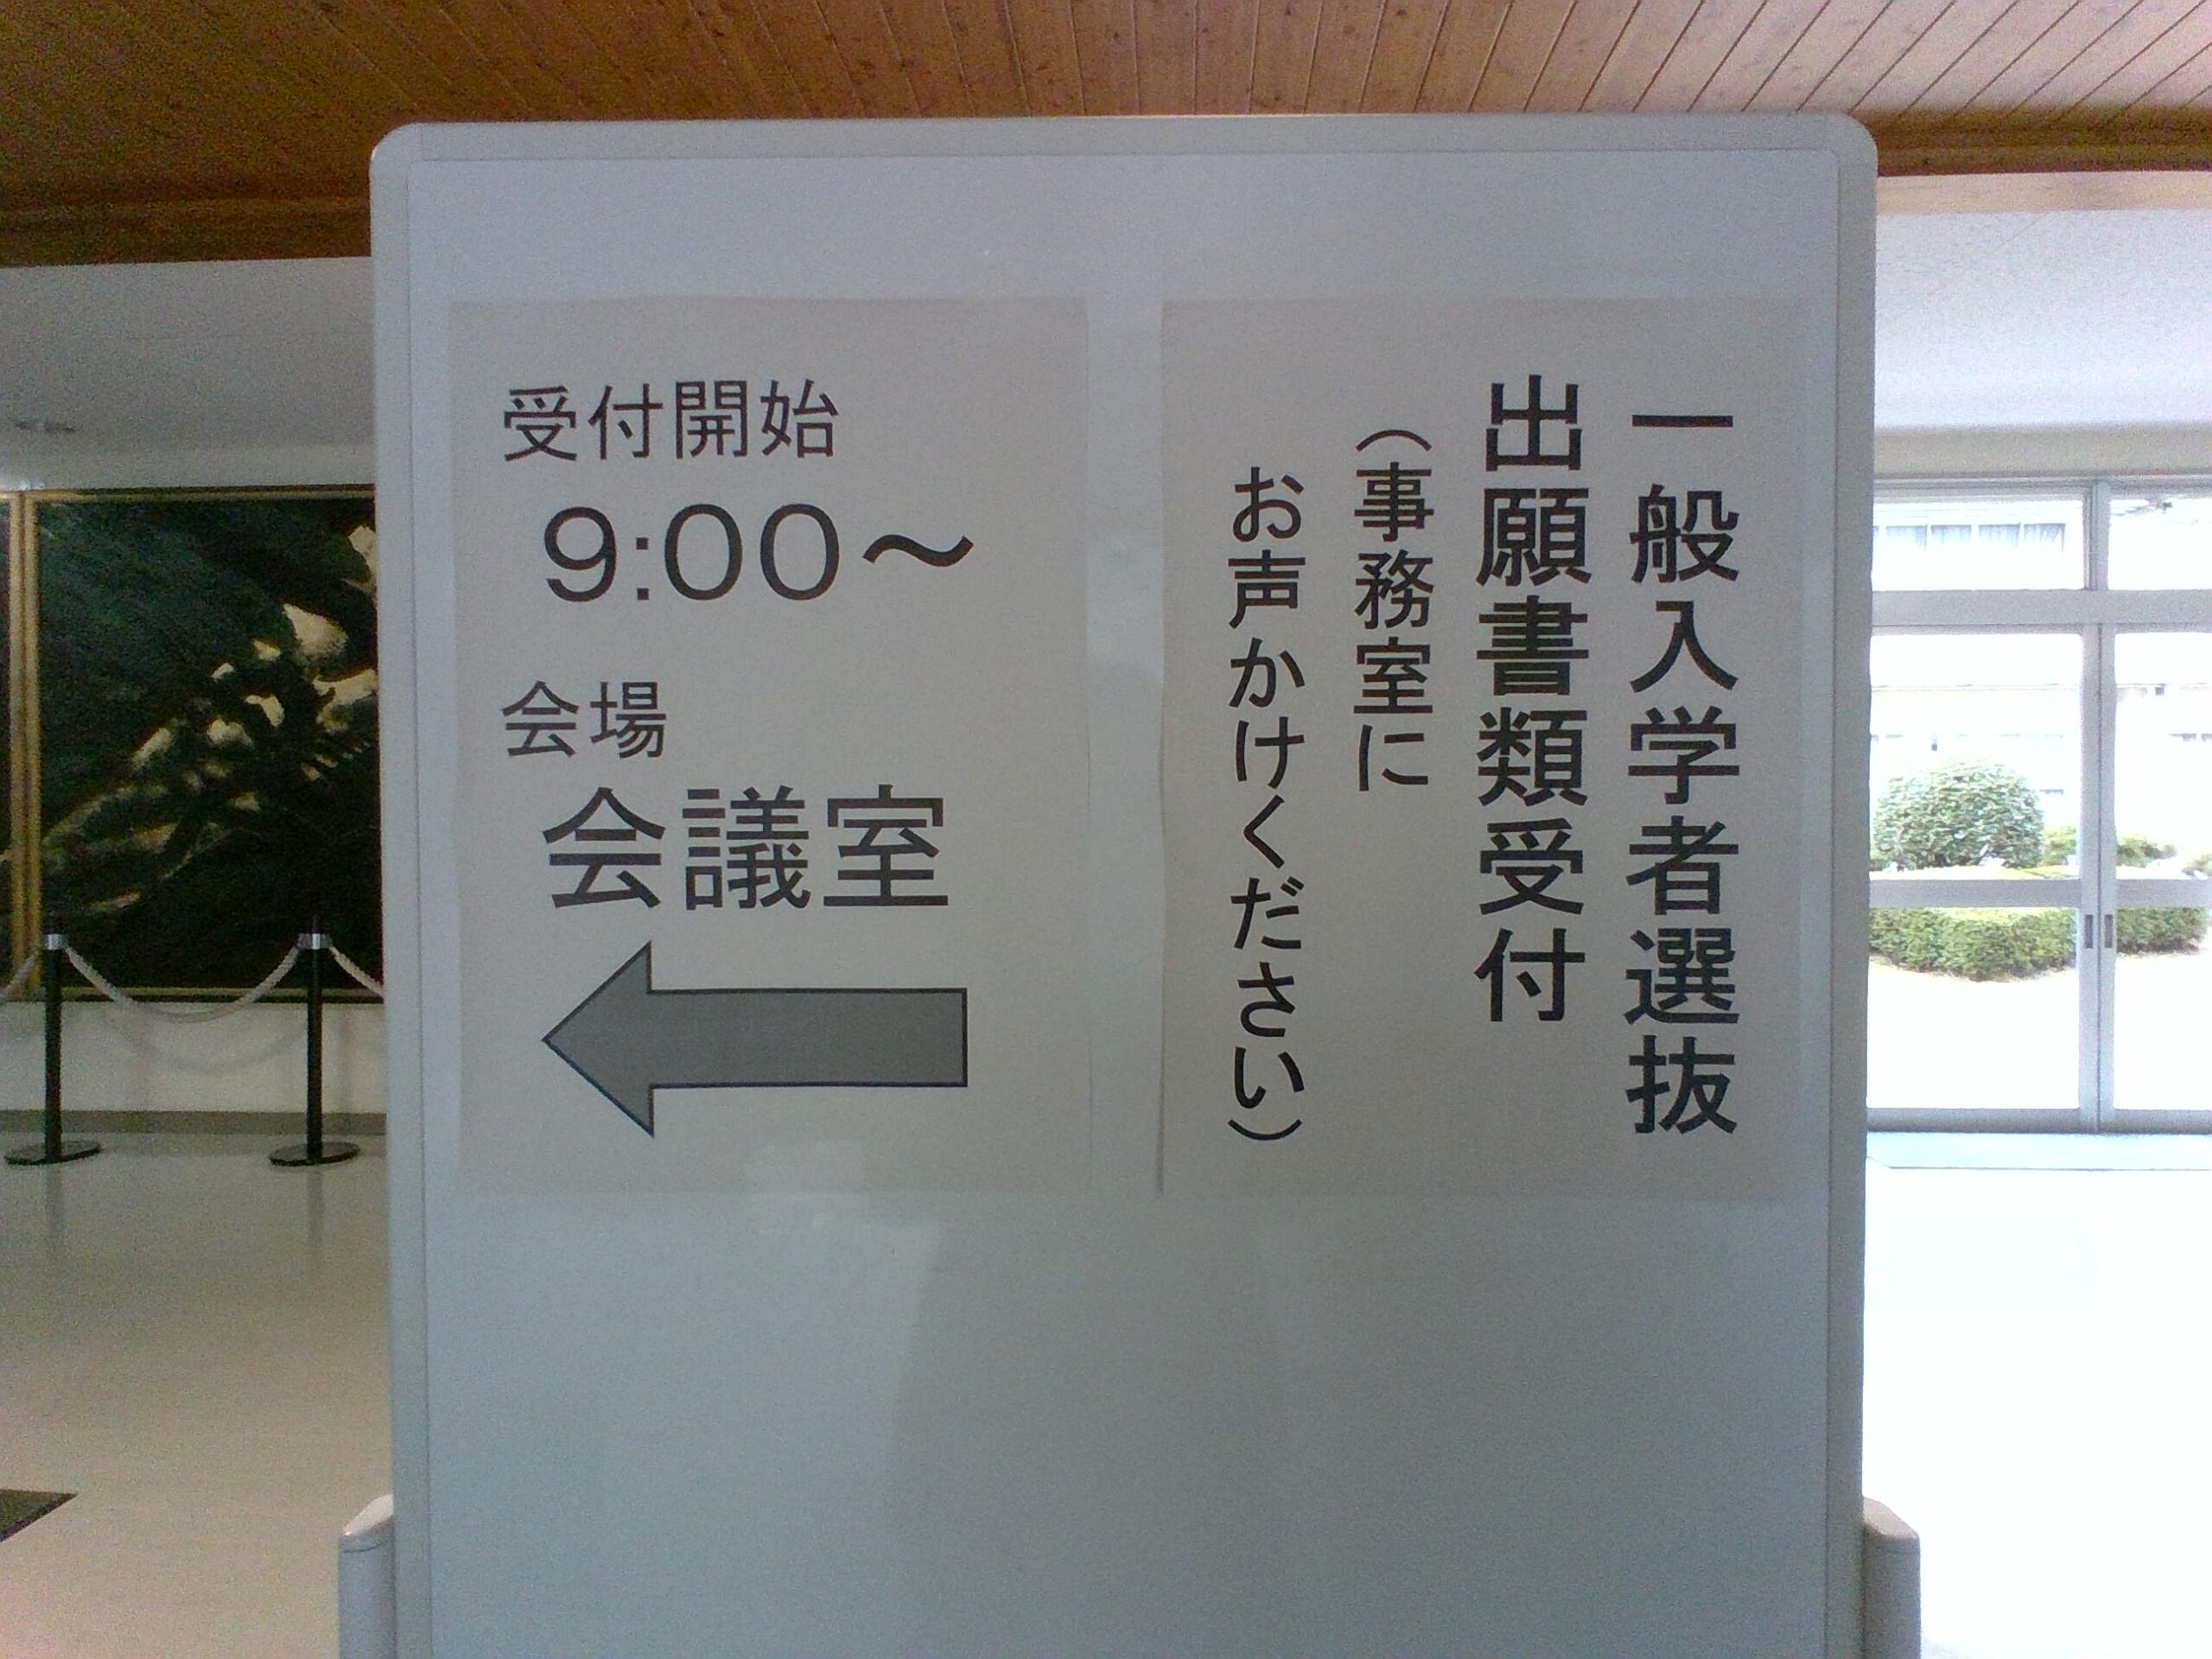 一般入学者選抜
出願書類受付
（事務室に
お声かけください）
受付開始
9:00～
会場
会議室